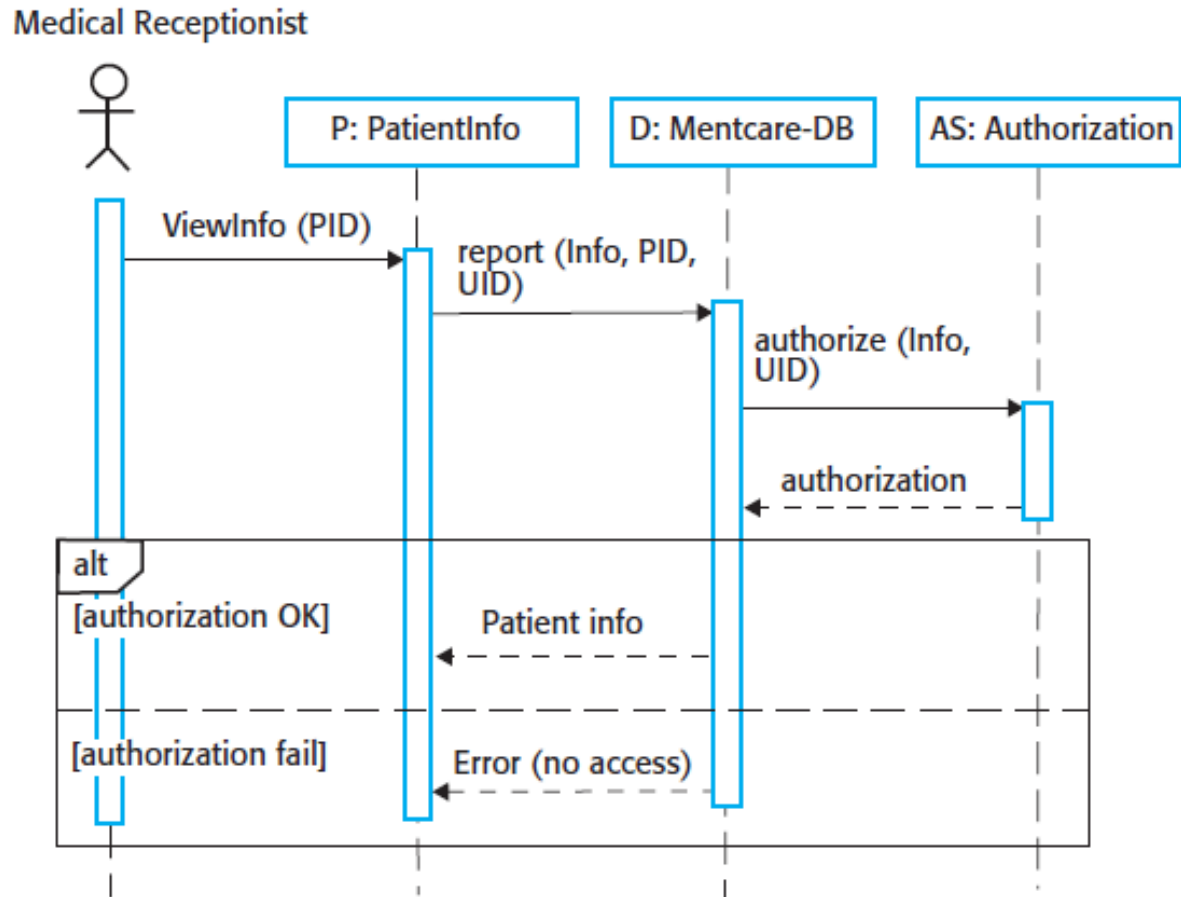 Medical Receptionist
P: PatientInfo
D: Mentcare-DB
AS: Authorization
ViewInfo (PID)
report (Info, PID,
UID)
authorize (Info,
UID)
authorization
alt
[authorization OK]
Patient info
[authorization fail]
Error (no access)